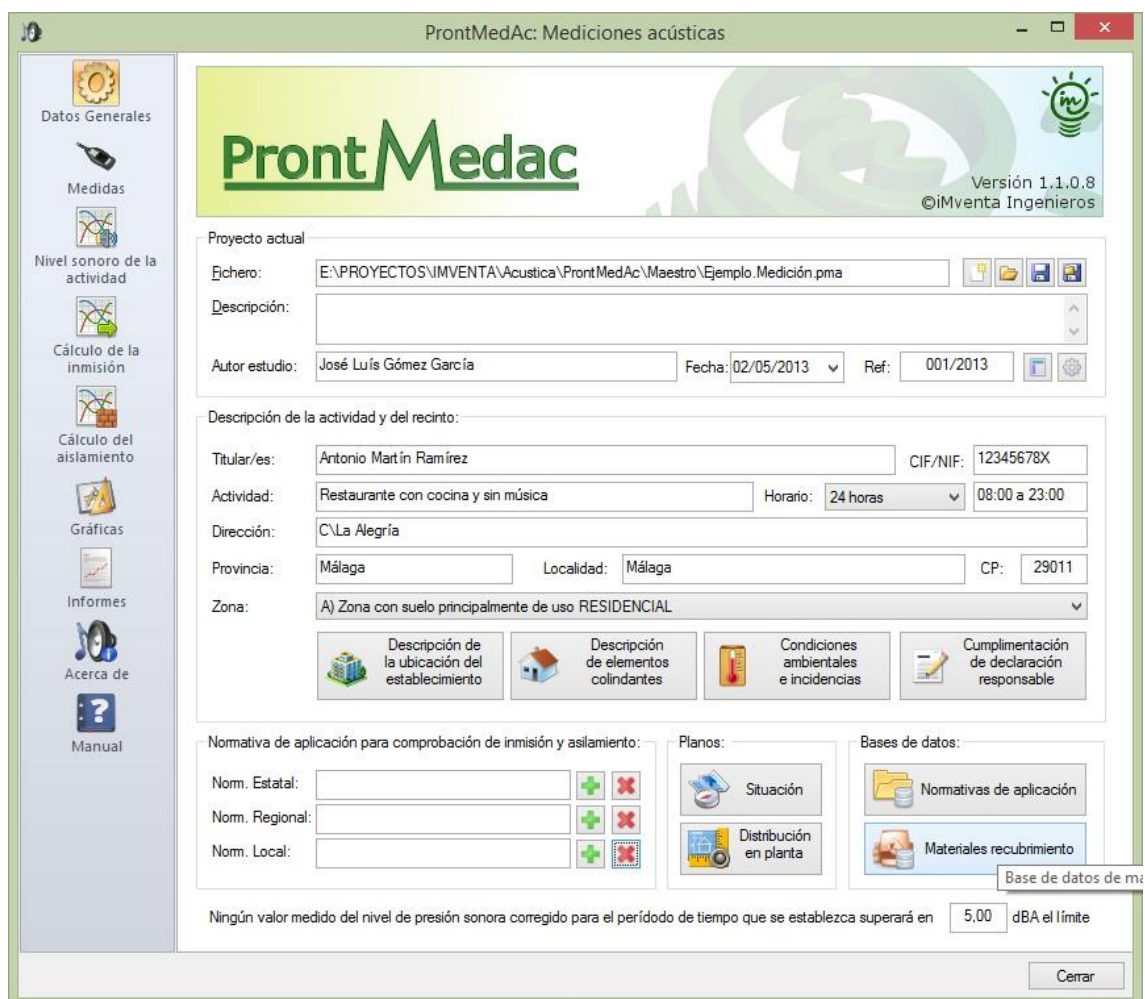 ProntMedAc: Mediciones acústicas
Datos Generales
Medidas
Nivel sonoro de la
actividad
Cálculo de la
inmisión
Cálculo del
aislamiento
Gráficas
Informes
Acerca de
Manual
ProntMedac
Versión 1.1.0.8
©iMventa Ingenieros
Proyecto actual
Fichero: E:\PROYECTOS\IMVENTA\Acustica\ProntMedAc\Maestro\Ejemplo.Medición.pma
Descripción:
Autor estudio: José Luís Gómez García Fecha: 02/05/2013 Ref: 001/2013
Descripción de la actividad y del recinto:
Titular/es: Antonio Martín Ramírez CIF/NIF: 12345678X
Actividad: Restaurante con cocina y sin música Horario: 24 horas 08:00 a 23:00
Dirección: C\La Alegría
Provincia: Málaga Localidad: Málaga CP: 29011
Zona: A) Zona con suelo principalmente de uso RESIDENCIAL
Descripción de
la ubicación del
establecimiento
Descripción
de elementos
colindantes
Condiciones
ambientales
e incidencias
Cumplimentación
de declaración
responsable
Normativa de aplicación para comprobación de inmisión y asilamiento:
Norm. Estatal:
Norm. Regional:
Norm. Local:
Planos:
Situación
Distribución
en planta
Bases de datos:
Normativas de aplicación
Materiales recubrimiento
Base de datos de ma
Ningún valor medido del nivel de presión sonora corregido para el perídodo de tiempo que se establezca superará en 5,00 dBA el límite
Cerrar